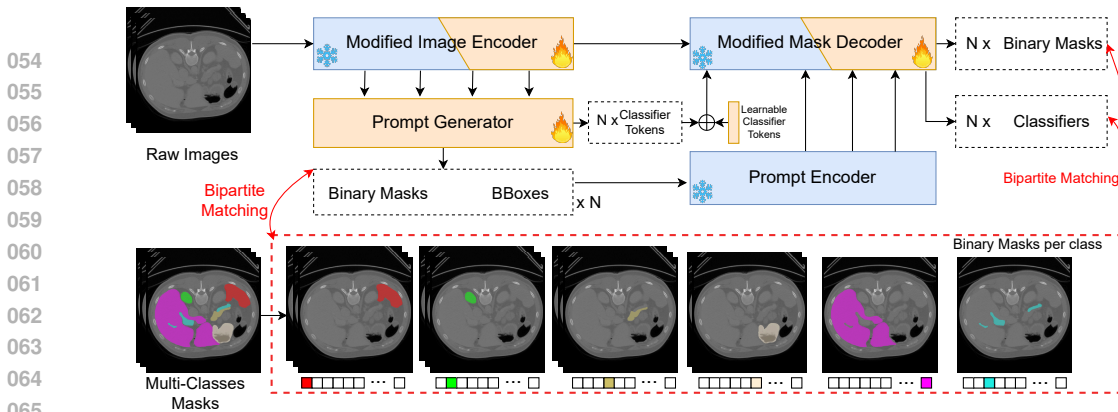 054
055
056
057
058
059
060
061
062
063
064
065
Modified Image Encoder
Modified Mask Decoder
N x Binary Masks
Prompt Generator
N x Classifier
Tokens
Learnable
Classifier
Tokens
N x Classifiers
Raw Images
Bipartite
Matching
Binary Masks BBoxes
x N
Prompt Encoder
Bipartite Matching
Binary Masks per class
Multi-Classes
Masks
...
...
...
...
...
...